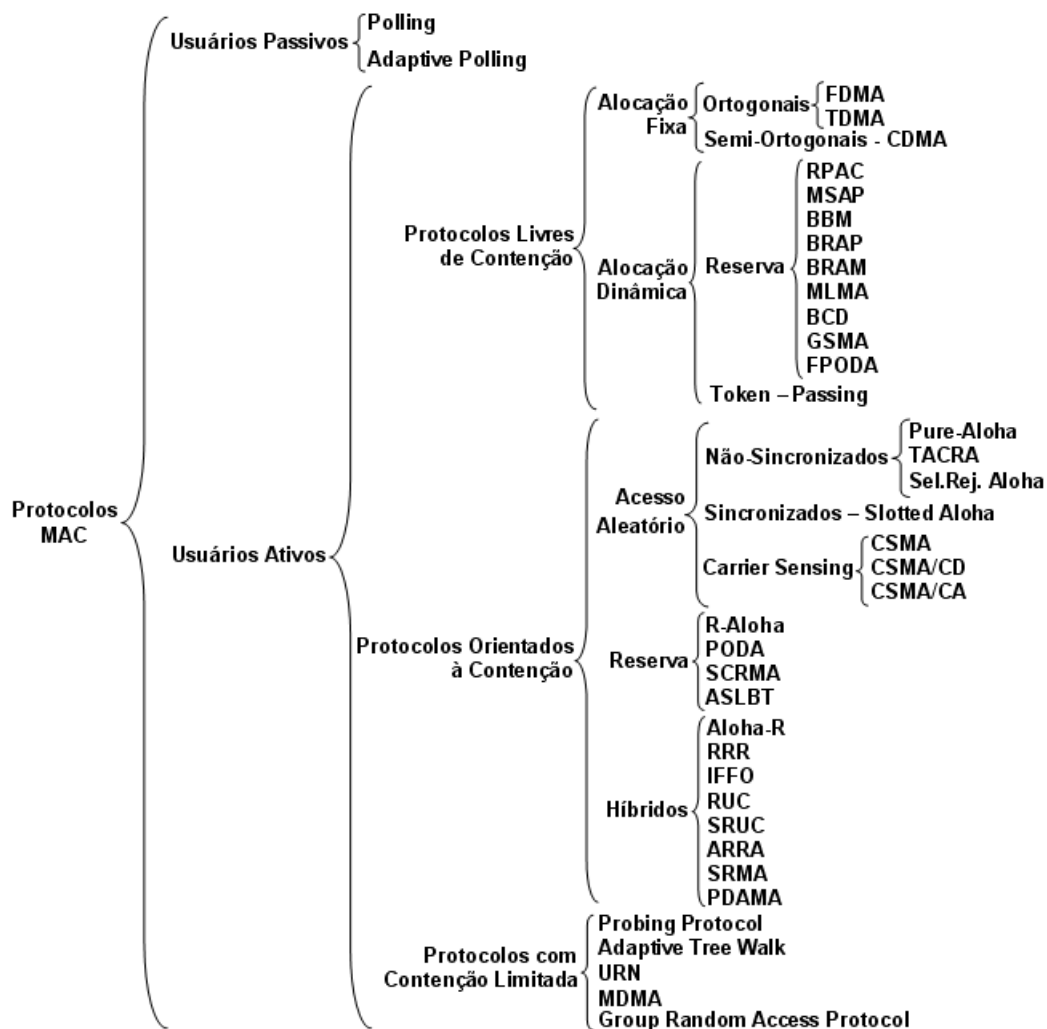 Protocolos
MAC
Usuários Passivos
Polling
Adaptive Polling
Usuários Ativos
Protocolos Livres
de Contenção
Alocação
Fixa
Ortogonais
FDMA
TDMA
Semi-Ortogonais - CDMA
Alocação
Dinâmica
Reserva
RPAC
MSAP
BBM
BRAP
BRAM
MLMA
BCD
GSMA
FPODA
Token – Passing
Protocolos Orientados
à Contenção
Acesso
Aleatório
Não-Sincronizados
Pure-Aloha
TACRA
Sel.Rej. Aloha
Sincronizados – Slotted Aloha
Carrier Sensing
CSMA
CSMA/CD
CSMA/CA
Reserva
R-Aloha
PODA
SCRMA
ASLBT
Híbridos
Aloha-R
RRR
IFFO
RUC
SRUC
ARRA
SRMA
PDAMA
Protocolos com
Contenção Limitada
Probing Protocol
Adaptive Tree Walk
URN
MDMA
Group Random Access Protocol